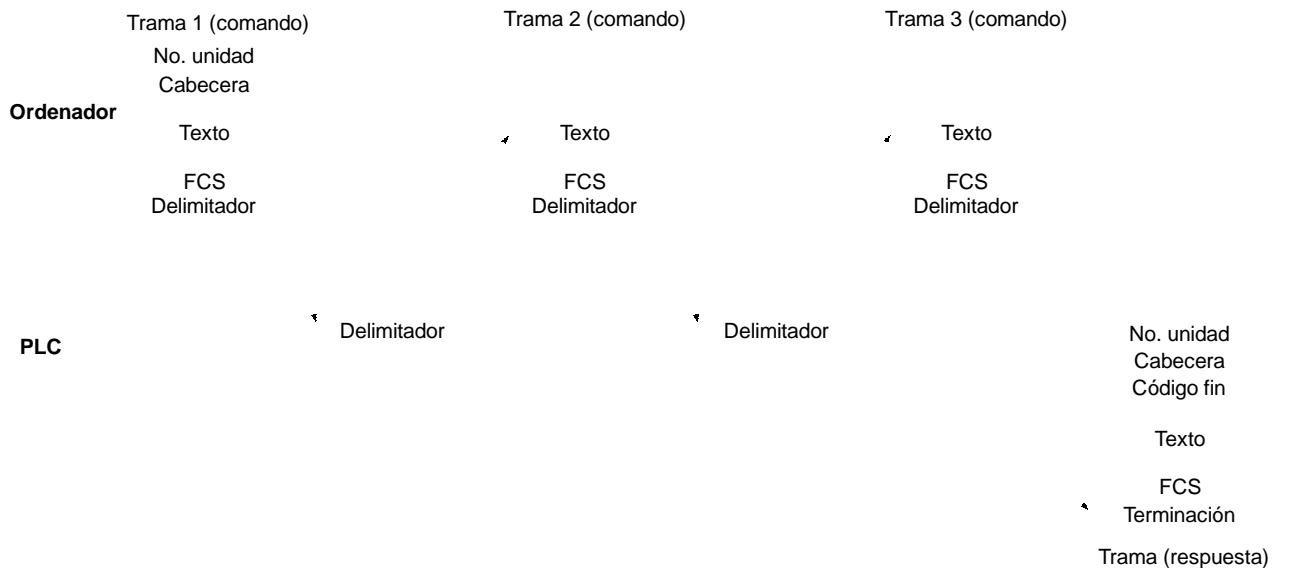 Trama 1 (comando)
Trama 2 (comando)
Trama 3 (comando)
No. unidad
Cabecera
Ordenador
Texto
Texto
Texto
FCS
FCS
FCS
Delimitador
Delimitador
Delimitador
Delimitador
Delimitador
PLC
No. unidad
Cabecera
Código fin
Texto
FCS
Terminación
Trama (respuesta)